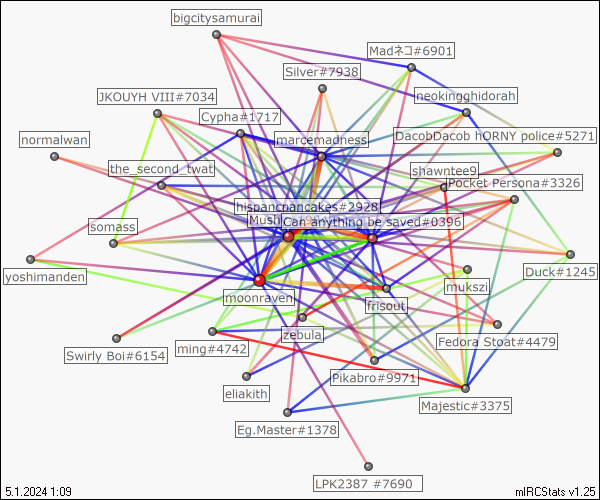 bigcitysamurai
Madネコ#6901
Silver#7938
neokingghidorah
JKOUYH VIII#7034
Cypha#1717
normalwan
marcemadness
DacobDacob hORNY police#5271
the_second_twat
shawntee9
Pocket Persona#3326
hispancpancakes#2928
Mush
Can anything be saved#0396
somass
yoshimanden
Duck#1245
mukszi
moonraven
frisout
zebula
Fedora Stoat#4479
Swirly Boi#6154
ming#4742
Pikabro#9971
eliakith
Majestic#3375
Eg.Master#1378
LPK2387 #7690
5.1.2024 1:09
mIRCStats v1.25